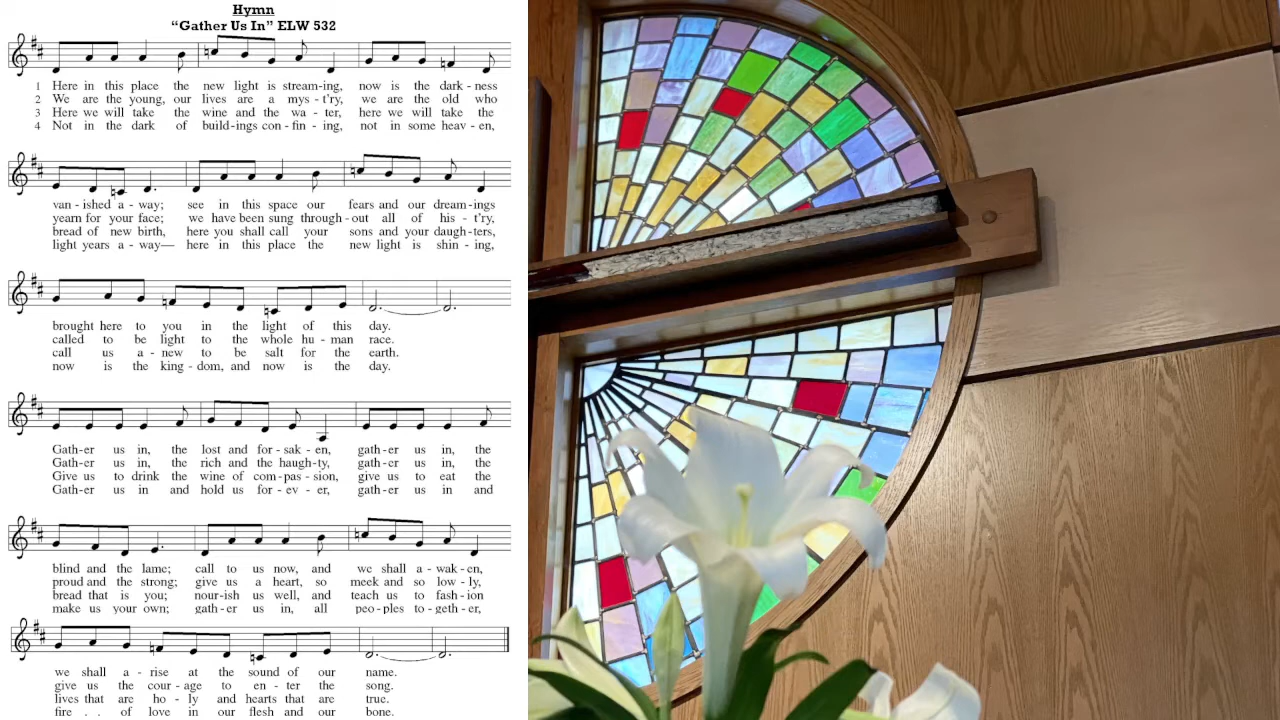 Hymn
“Gather Us In” ELW 532
1 Here in this place the new light is stream-ing, now is the dark-ness
2 We are the young, our lives are a mys-t'ry, we are the old who
3 Here we will take the wine and the wa-ter, here we will take the
4 Not in the dark of build-ings con-fin-ing, not in some heav-en,
van-ished a-way; see in this space our fears and our dream-ings
yearn for your face; we have been sung through-out all of his-t'ry,
bread of new birth, here you shall call your sons and your daugh-ters,
light years a-way— here in this place the new light is shin-ing,
brought here to you in the light of this day.
called to be light to the whole hu-man race.
call us a-new to be salt for the earth.
now is the king-dom, and now is the day.
Gath-er us in, the lost and for-sak-en, gath-er us in, the
Gath-er us in, the rich and the haugh-ty, gath-er us in, the
Give us to drink the wine of com-pas-sion, give us to eat the
Gath-er us in and hold us for-ev-er, gath-er us in and
blind and the lame; call to us now, and we shall a-wak-en,
proud and the strong; give us a heart, so meek and so low-ly,
bread that is you; nour-ish us well, and teach us to fash-ion
make us your own; gath-er us in, all peo-ples to-geth-er,
we shall a-rise at the sound of our name.
give us the cour-age to en-ter the song.
lives that are ho-ly and hearts that are true.
fire . . of love in our flesh and our bone.